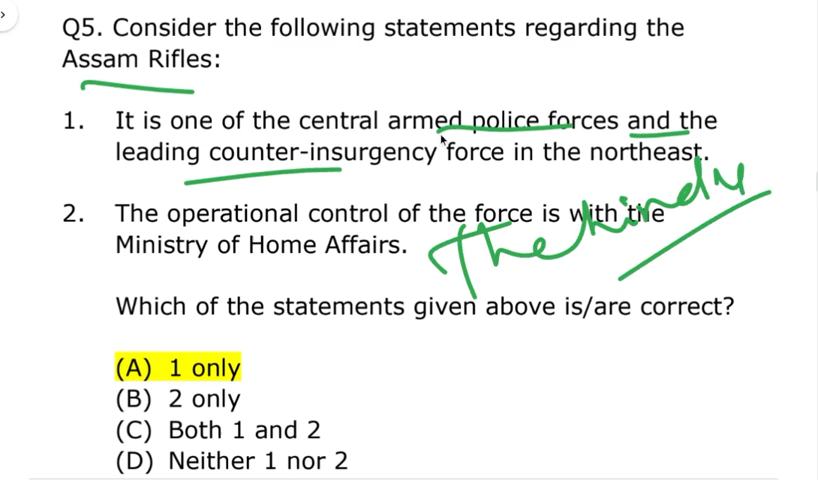 Q5. Consider the following statements regarding the
Assam Rifles:
1. It is one of the central armed police forces and the
leading counter-insurgency force in the northeast.
2. The operational control of the force is with the
Ministry of Home Affairs.
The hindu
Which of the statements given above is/are correct?
(A) 1 only
(B) 2 only
(C) Both 1 and 2
(D) Neither 1 nor 2